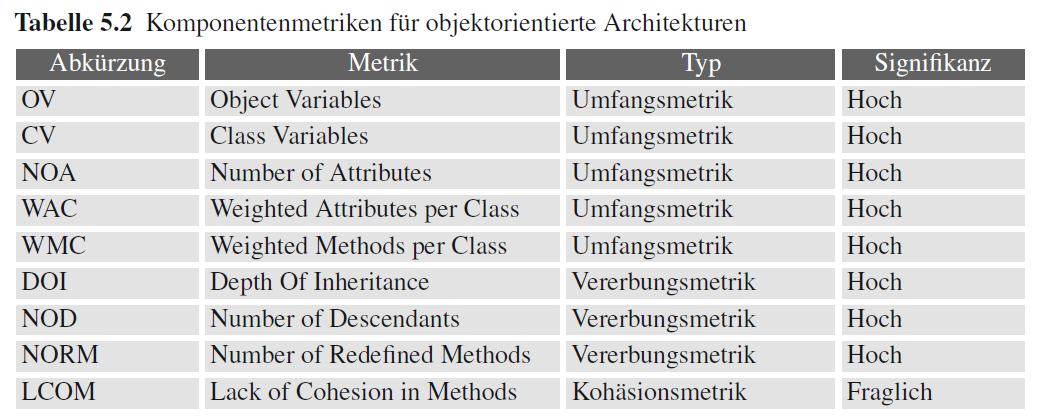 Tabelle 5.2 Komponentenmetriken für objektorientierte Architekturen
Abkürzung Metrik Typ Signifikanz
OV Object Variables Umfangsmetrik Hoch
CV Class Variables Umfangsmetrik Hoch
NOA Number of Attributes Umfangsmetrik Hoch
WAC Weighted Attributes per Class Umfangsmetrik Hoch
WMC Weighted Methods per Class Umfangsmetrik Hoch
DOI Depth Of Inheritance Vererbungsmetrik Hoch
NOD Number of Descendants Vererbungsmetrik Hoch
NORM Number of Redefined Methods Vererbungsmetrik Hoch
LCOM Lack of Cohesion in Methods Kohäsionsmetrik Fraglich